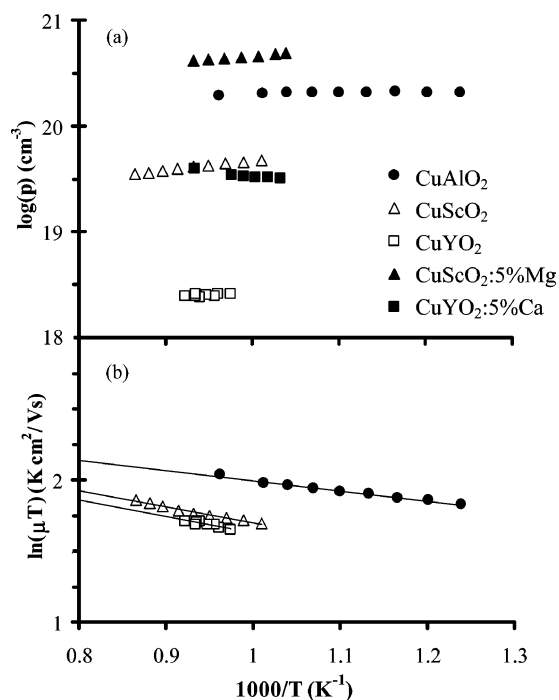 (a)
21
20
19
18
log(p) (cm⁻³)
CuAlO₂
CuScO₂
CuYO₂
CuScO₂:5%Mg
CuYO₂:5%Ca
(b)
2
1
ln(μT) (K cm²/Vs)
0.8 0.9 1 1.1 1.2 1.3
1000/T (K⁻¹)